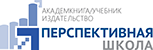 АКАДЕМКНИГА/УЧЕБНИК
ИЗДАТЕЛЬСТВО
ПЕРСПЕКТИВНАЯ
ШКОЛА